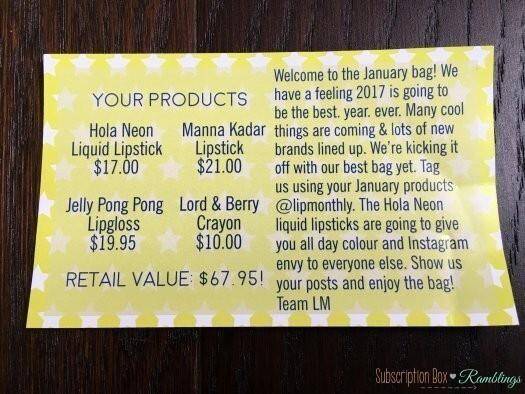 YOUR PRODUCTS
Hola Neon
Liquid Lipstick
$17.00
Manna Kadar
Lipstick
$21.00
Jelly Pong Pong
Lipgloss
$19.95
Lord & Berry
Crayon
$10.00
RETAIL VALUE: $67.95!
Welcome to the January bag! We
have a feeling 2017 is going to
be the best. year. ever. Many cool
things are coming & lots of new
brands lined up. We're kicking it
off with our best bag yet. Tag
us using your January products
@lipmonthly. The Hola Neon
liquid lipsticks are going to give
you all day colour and Instagram
envy to everyone else. Show us
your posts and enjoy the bag!
Team LM
Subscription Box ♥ Ramblings